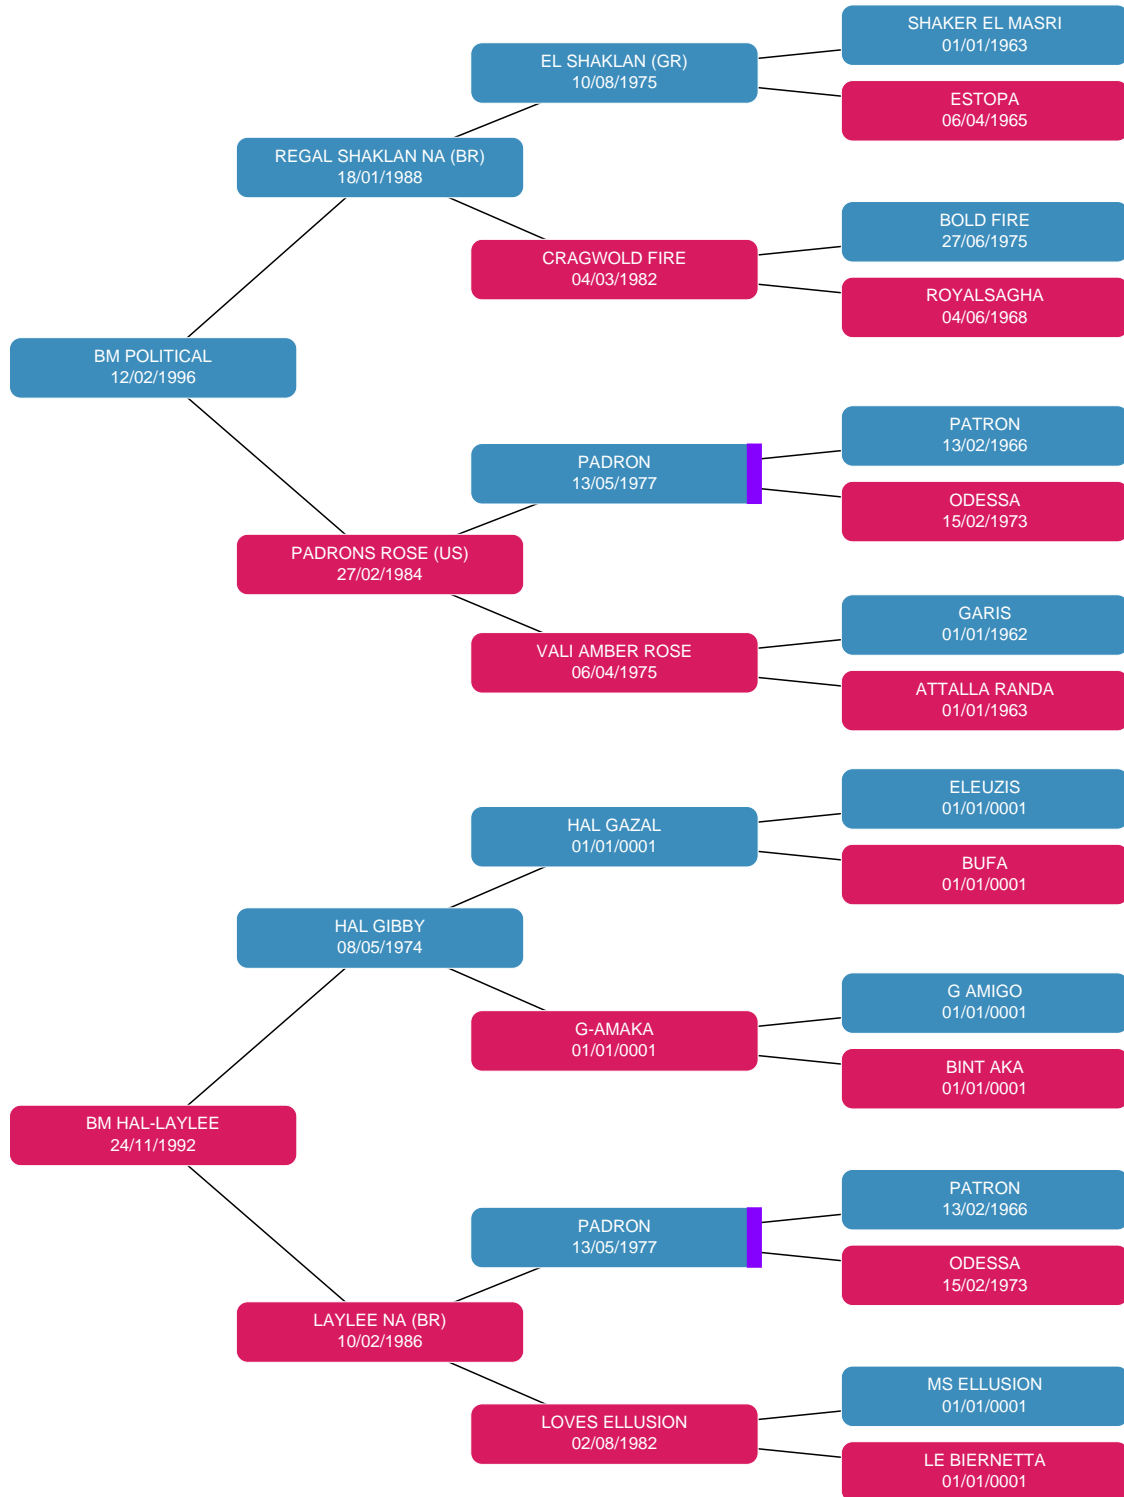 SHAKER EL MASRI
01/01/1963
EL SHAKLAN (GR)
10/08/1975
ESTOPA
06/04/1965
REGAL SHAKLAN NA (BR)
18/01/1988
BOLD FIRE
27/06/1975
CRAGWOLD FIRE
04/03/1982
ROYALSAGHA
04/06/1968
BM POLITICAL
12/02/1996
PATRON
13/02/1966
PADRON
13/05/1977
ODESSA
15/02/1973
PADRONS ROSE (US)
27/02/1984
GARIS
01/01/1962
VALI AMBER ROSE
06/04/1975
ATTALLA RANDA
01/01/1963
ELEUZIS
01/01/0001
HAL GAZAL
01/01/0001
BUFA
01/01/0001
HAL GIBBY
08/05/1974
G AMIGO
01/01/0001
G-AMAKA
01/01/0001
BINT AKA
01/01/0001
BM HAL-LAYLEE
24/11/1992
PATRON
13/02/1966
PADRON
13/05/1977
ODESSA
15/02/1973
LAYLEE NA (BR)
10/02/1986
MS ELLUSION
01/01/0001
LOVES ELLUSION
02/08/1982
LE BIERNETTA
01/01/0001